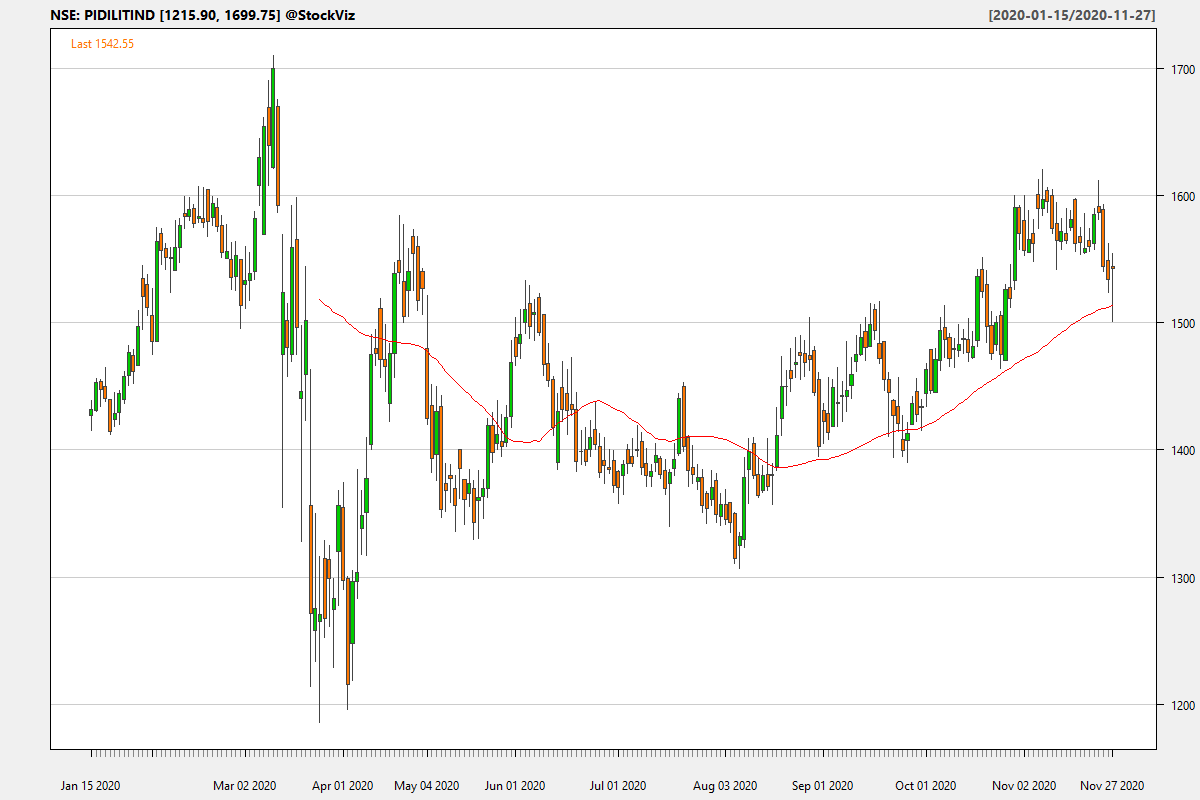 NSE: PIDILITIND [1215.90, 1699.75] @StockViz [2020-01-15/2020-11-27]
Last 1542.55
1700
1600
1500
1400
1300
1200
Jan 15 2020 Mar 02 2020 Apr 01 2020 May 04 2020 Jun 01 2020 Jul 01 2020 Aug 03 2020 Sep 01 2020 Oct 01 2020 Nov 02 2020 Nov 27 2020